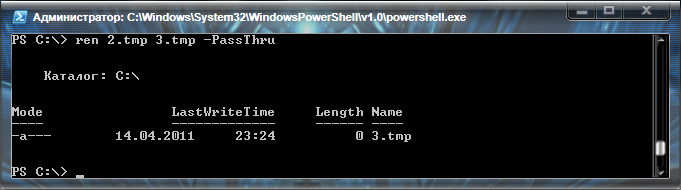 Администратор: C:\Windows\System32\WindowsPowerShell\v1.0\powershell.exe
PS C:\> ren 2.tmp 3.tmp -PassThru
Каталог: C:\
Mode LastWriteTime Length Name
---- ------------- ------ ----
-a--- 14.04.2011 23:24 0 3.tmp
PS C:\> _